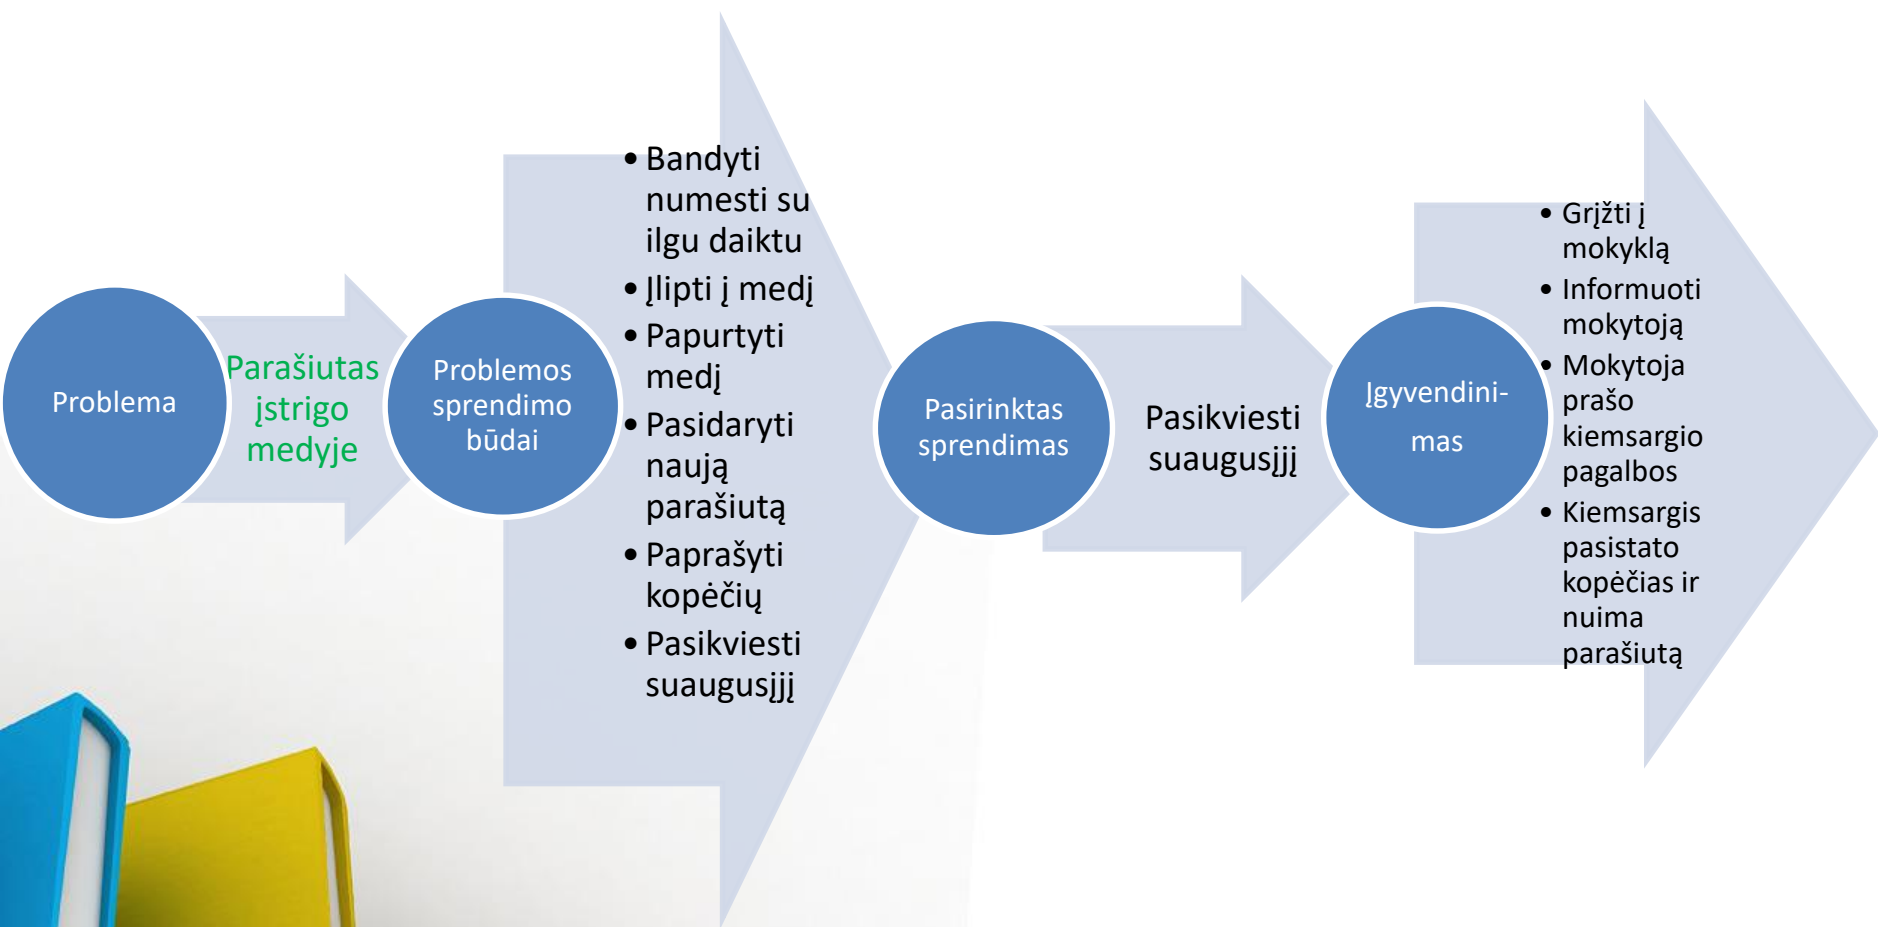 Problema
Parašiutas
įstrigo
medyje
Problemos
sprendimo
būdai
• Bandyti
numesti su
ilgu daiktu
• Įlipti į medį
• Papurtyti
medį
• Pasidaryti
naują
parašiutą
• Paprašyti
kopėčių
• Pasikviesti
suaugusįjį
Pasirinktas
sprendimas
Pasikviesti
suaugusįjį
Įgyvendini-
mas
• Grįžti į
mokyklą
• Informuoti
mokytoją
• Mokytoja
prašo
kiemsargio
pagalbos
• Kiemsargis
pasistato
kopėčias ir
nuima
parašiutą